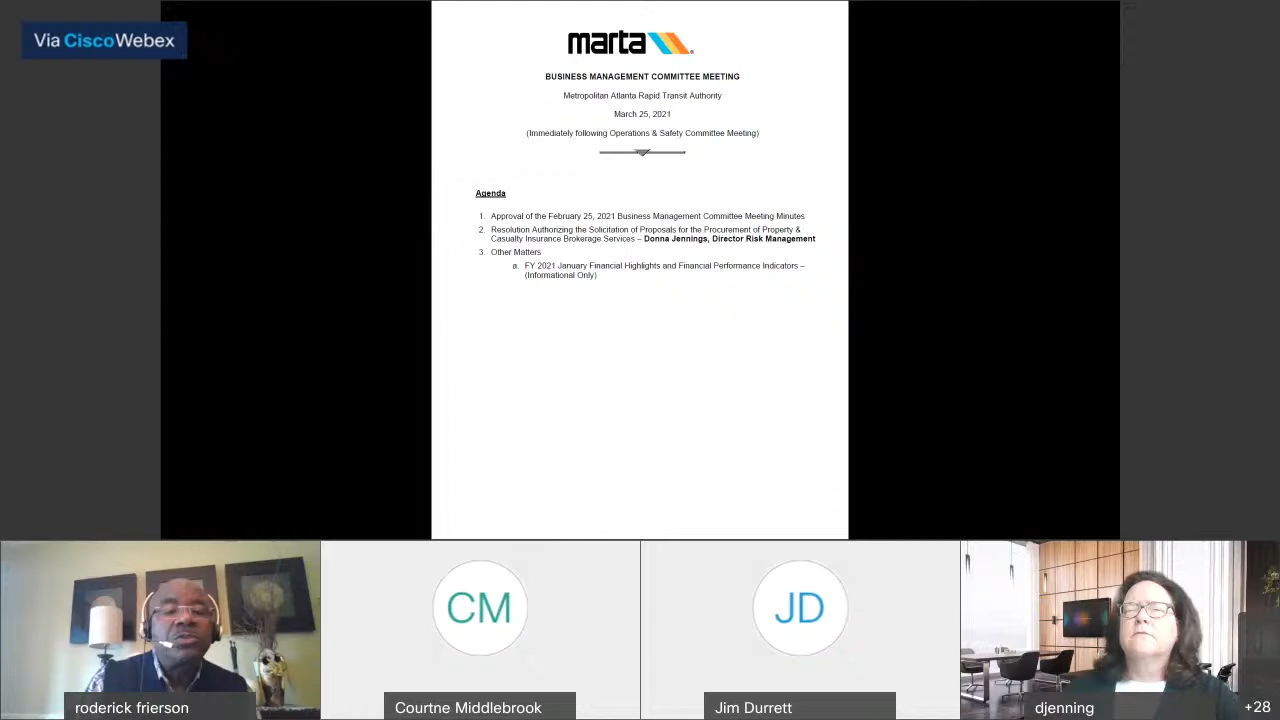 Via Cisco Webex
marta
BUSINESS MANAGEMENT COMMITTEE MEETING
Metropolitan Atlanta Rapid Transit Authority
March 25, 2021
(Immediately following Operations & Safety Committee Meeting)
Agenda
1. Approval of the February 25, 2021 Business Management Committee Meeting Minutes
2. Resolution Authorizing the Solicitation of Proposals for the Procurement of Property &
Casualty Insurance Brokerage Services – Donna Jennings, Director Risk Management
3. Other Matters
a. FY 2021 January Financial Highlights and Financial Performance Indicators –
(Informational Only)
CM
JD
roderick frierson
Courtne Middlebrook
Jim Durrett
djenning
+28